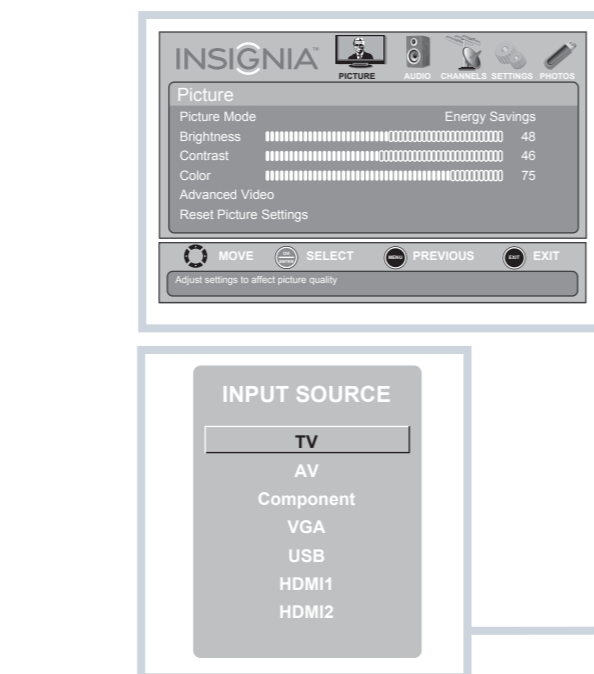 INSIGNIA™
PICTURE AUDIO CHANNELS SETTINGS PHOTOS
Picture
Picture Mode Energy Savings
Brightness 48
Contrast 46
Color 75
Advanced Video
Reset Picture Settings
MOVE OK ENTER SELECT MENU PREVIOUS EXIT EXIT
Adjust settings to affect picture quality
INPUT SOURCE
TV
AV
Component
VGA
USB
HDMI1
HDMI2